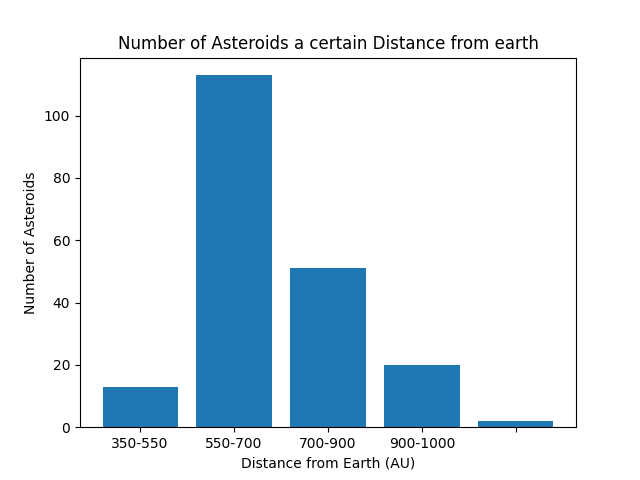 Number of Asteroids a certain Distance from earth
Number of Asteroids
100
80
60
40
20
0
350-550 550-700 700-900 900-1000
Distance from Earth (AU)